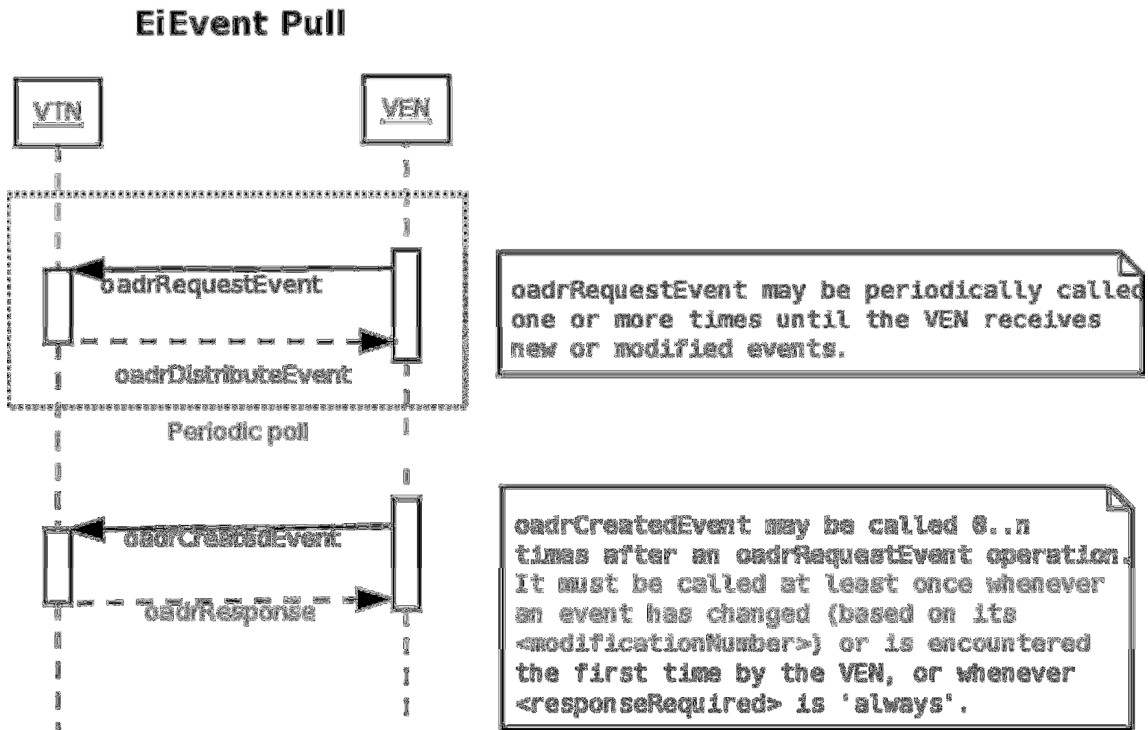 EiEvent Pull
VTN
VEN
oadrRequestEvent
oadrDistributeEvent
Periodic poll
oadrRequestEvent may be periodically called
one or more times until the VEN receives
new or modified events.
oadrCreatedEvent
oadrResponse
oadrCreatedEvent may be called 0..n
times after an oadrRequestEvent operation.
It must be called at least once whenever
an event has changed (based on its
<modificationNumber>) or is encountered
the first time by the VEN, or whenever
<responseRequired> is 'always'.